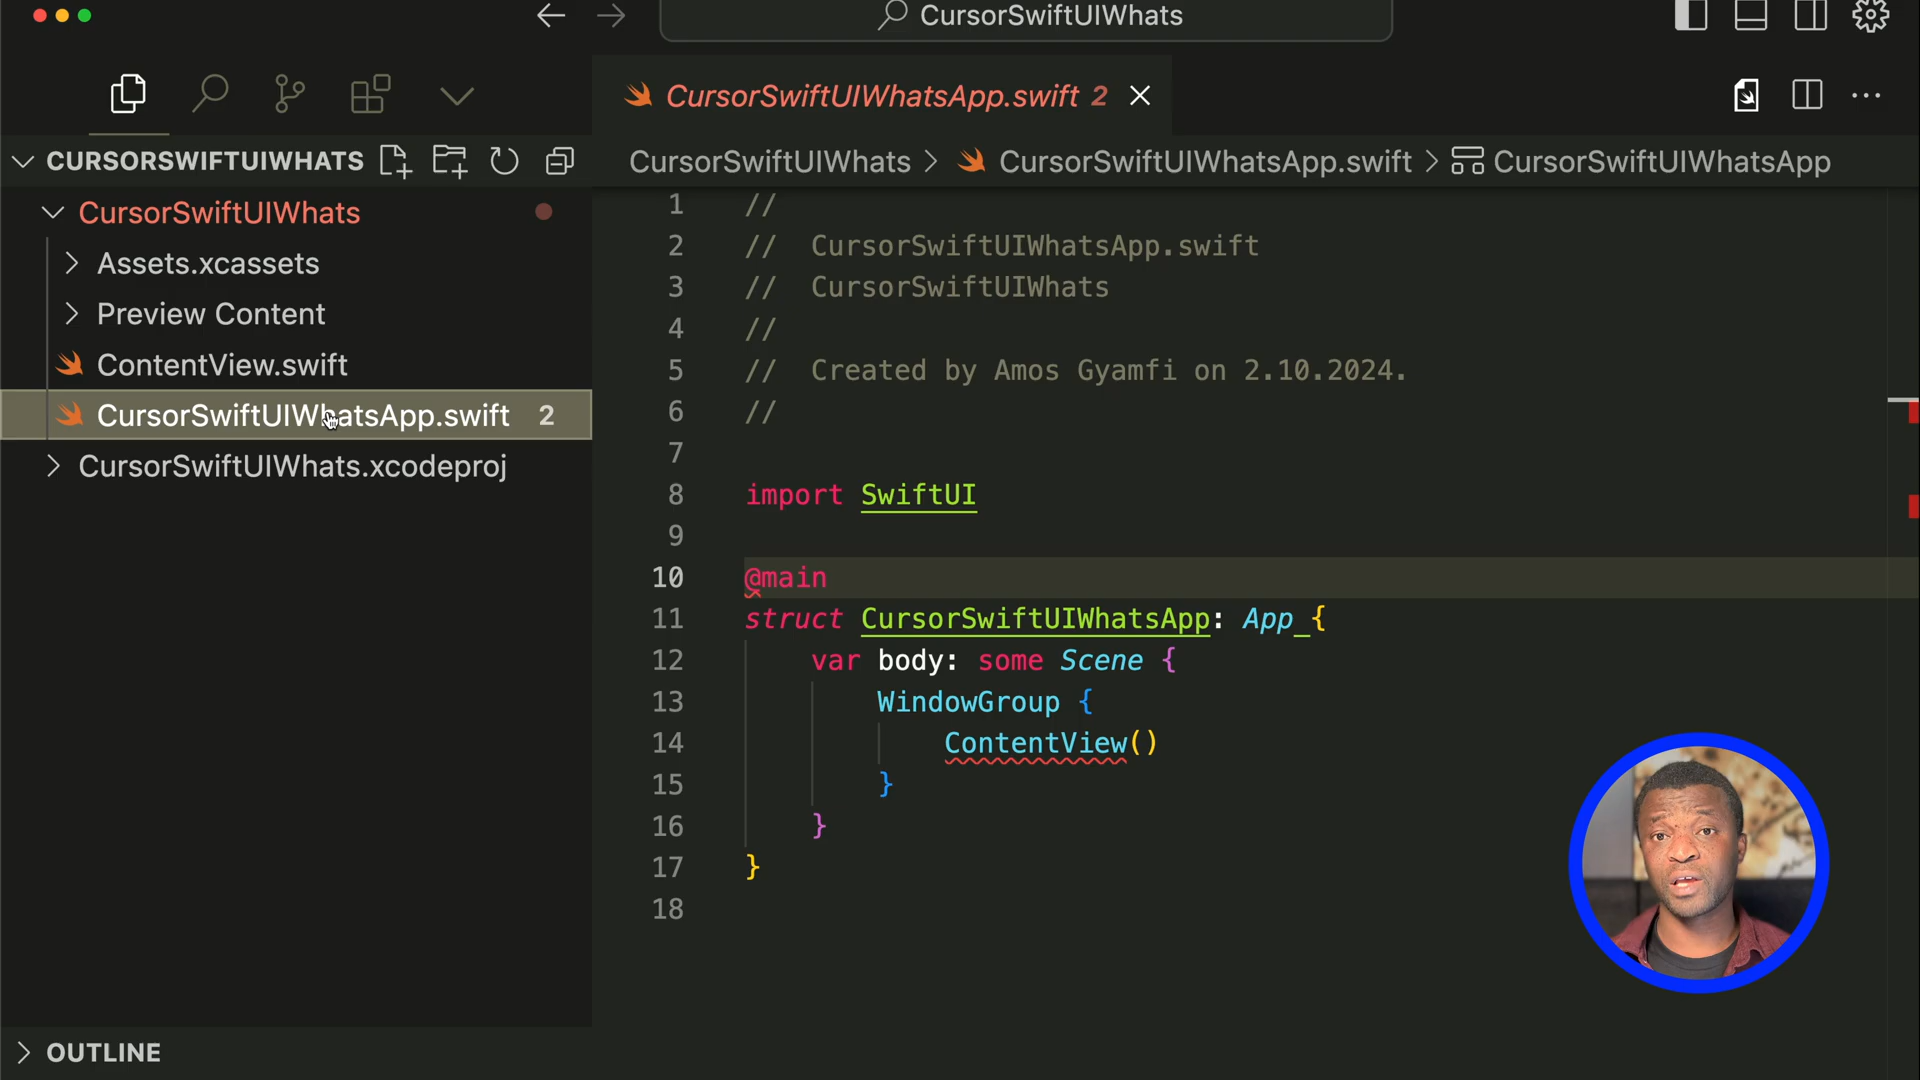 CursorSwiftUIWhats
CursorSwiftUIWhatsApp.swift 2
CURSORSWIFTUIWHATS
CursorSwiftUIWhats > CursorSwiftUIWhatsApp.swift > CursorSwiftUIWhatsApp
CursorSwiftUIWhats
Assets.xcassets
Preview Content
ContentView.swift
CursorSwiftUIWhatsApp.swift 2
CursorSwiftUIWhats.xcodeproj
OUTLINE
1 //
2 //  CursorSwiftUIWhatsApp.swift
3 //  CursorSwiftUIWhats
4 //
5 //  Created by Amos Gyamfi on 2.10.2024.
6 //
7
8 import SwiftUI
9
10 @main
11 struct CursorSwiftUIWhatsApp: App {
12     var body: some Scene {
13         WindowGroup {
14             ContentView()
15         }
16     }
17 }
18